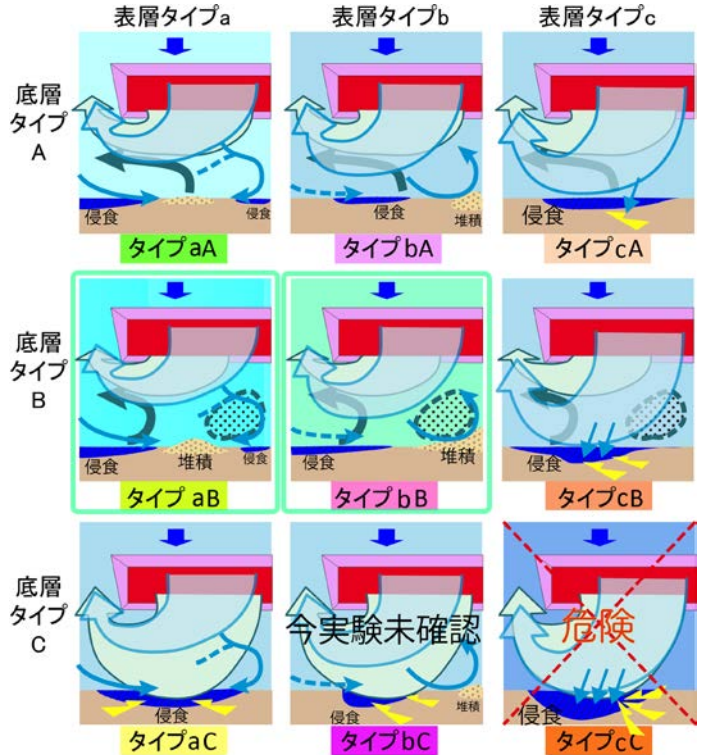 表層タイプa
表層タイプb
表層タイプc
底層
タイプ
A
侵食
侵食
タイプaA
侵食
堆積
タイプbA
侵食
タイプcA
底層
タイプ
B
侵食
堆積
侵食
タイプaB
侵食
堆積
タイプbB
侵食
タイプcB
底層
タイプ
C
侵食
タイプaC
今実験未確認
侵食
堆積
タイプbC
危険
侵食
タイプcC